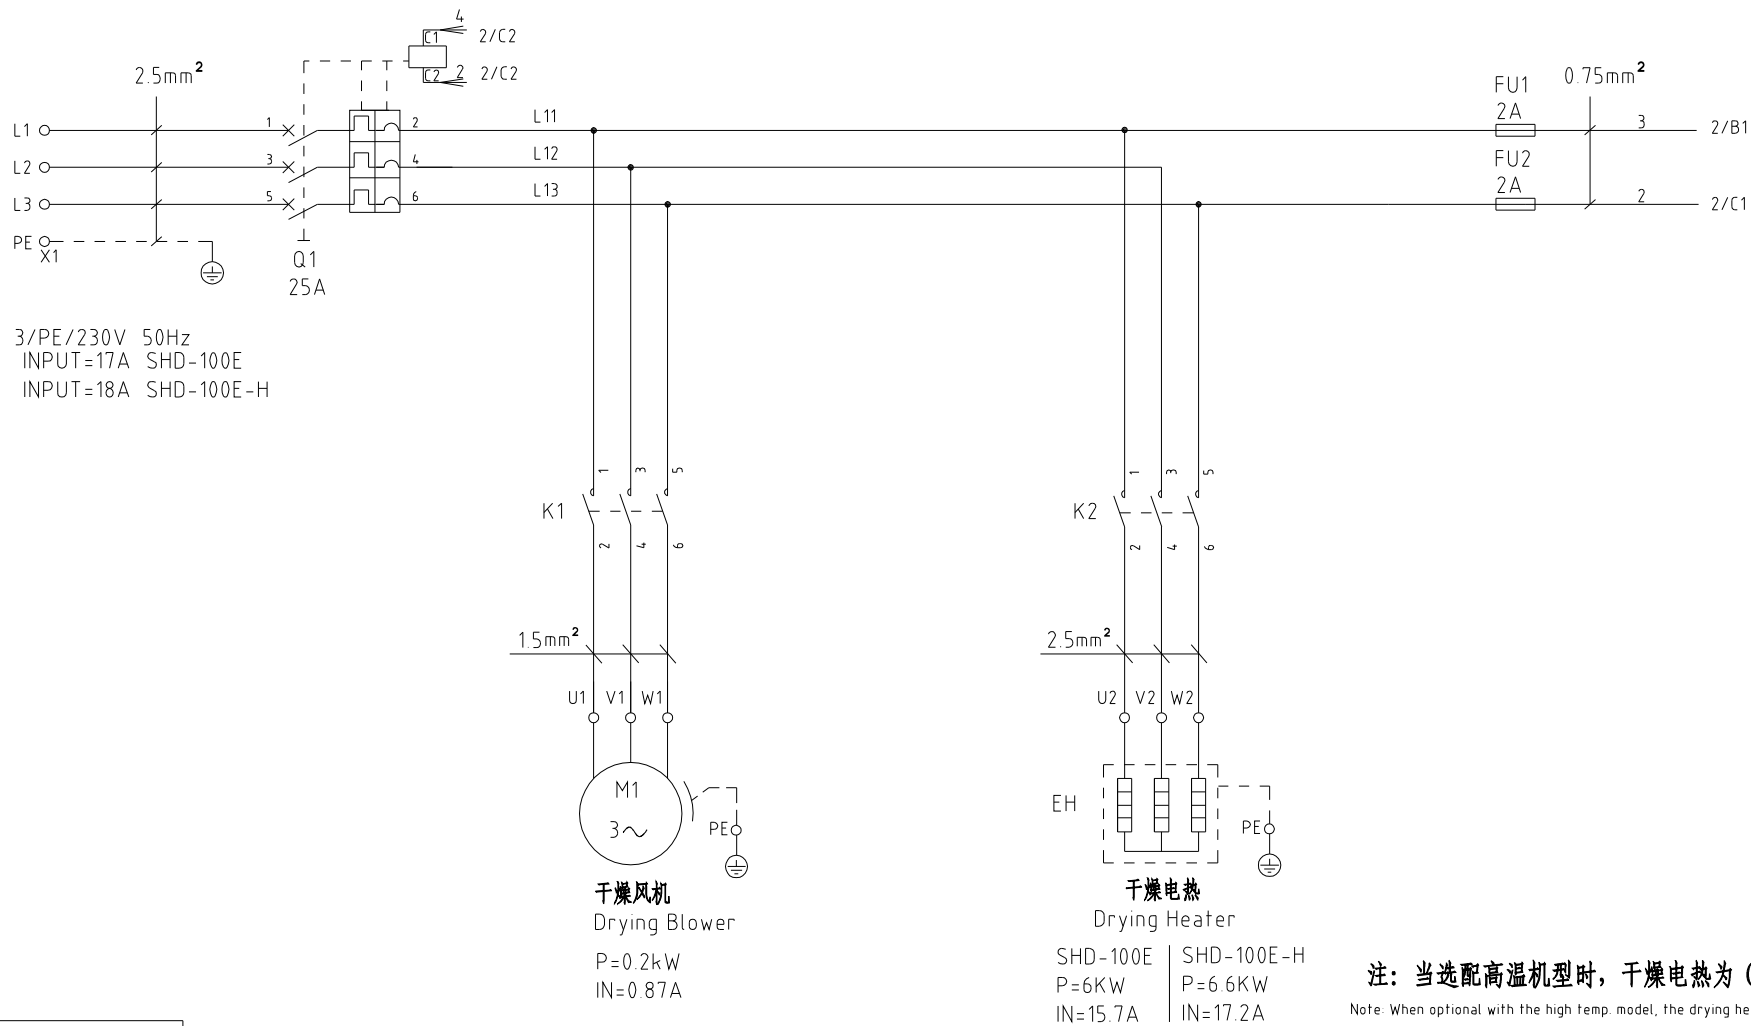 4
C1
2/C2
C2
2
2/C2
2.5mm²
L1
1
2
L11
L2
3
4
L12
L3
5
6
L13
PE
X1
Q1
25A
FU1
2A
0.75mm²
3
2/B1
FU2
2A
2
2/C1
3/PE/230V 50Hz
INPUT=17A SHD-100E
INPUT=18A SHD-100E-H
1 3 5
K1
2 4 6
1.5mm²
U1 V1 W1
M1
3~
PE
干燥风机
Drying Blower
P=0.2kW
IN=0.87A
1 3 5
K2
2 4 6
2.5mm²
U2 V2 W2
EH
PE
干燥电热
Drying Heater
SHD-100E SHD-100E-H
P=6KW P=6.6KW
IN=15.7A IN=17.2A
注：当选配高温机型时，干燥电热为（
Note: When optional with the high temp. model, the drying he